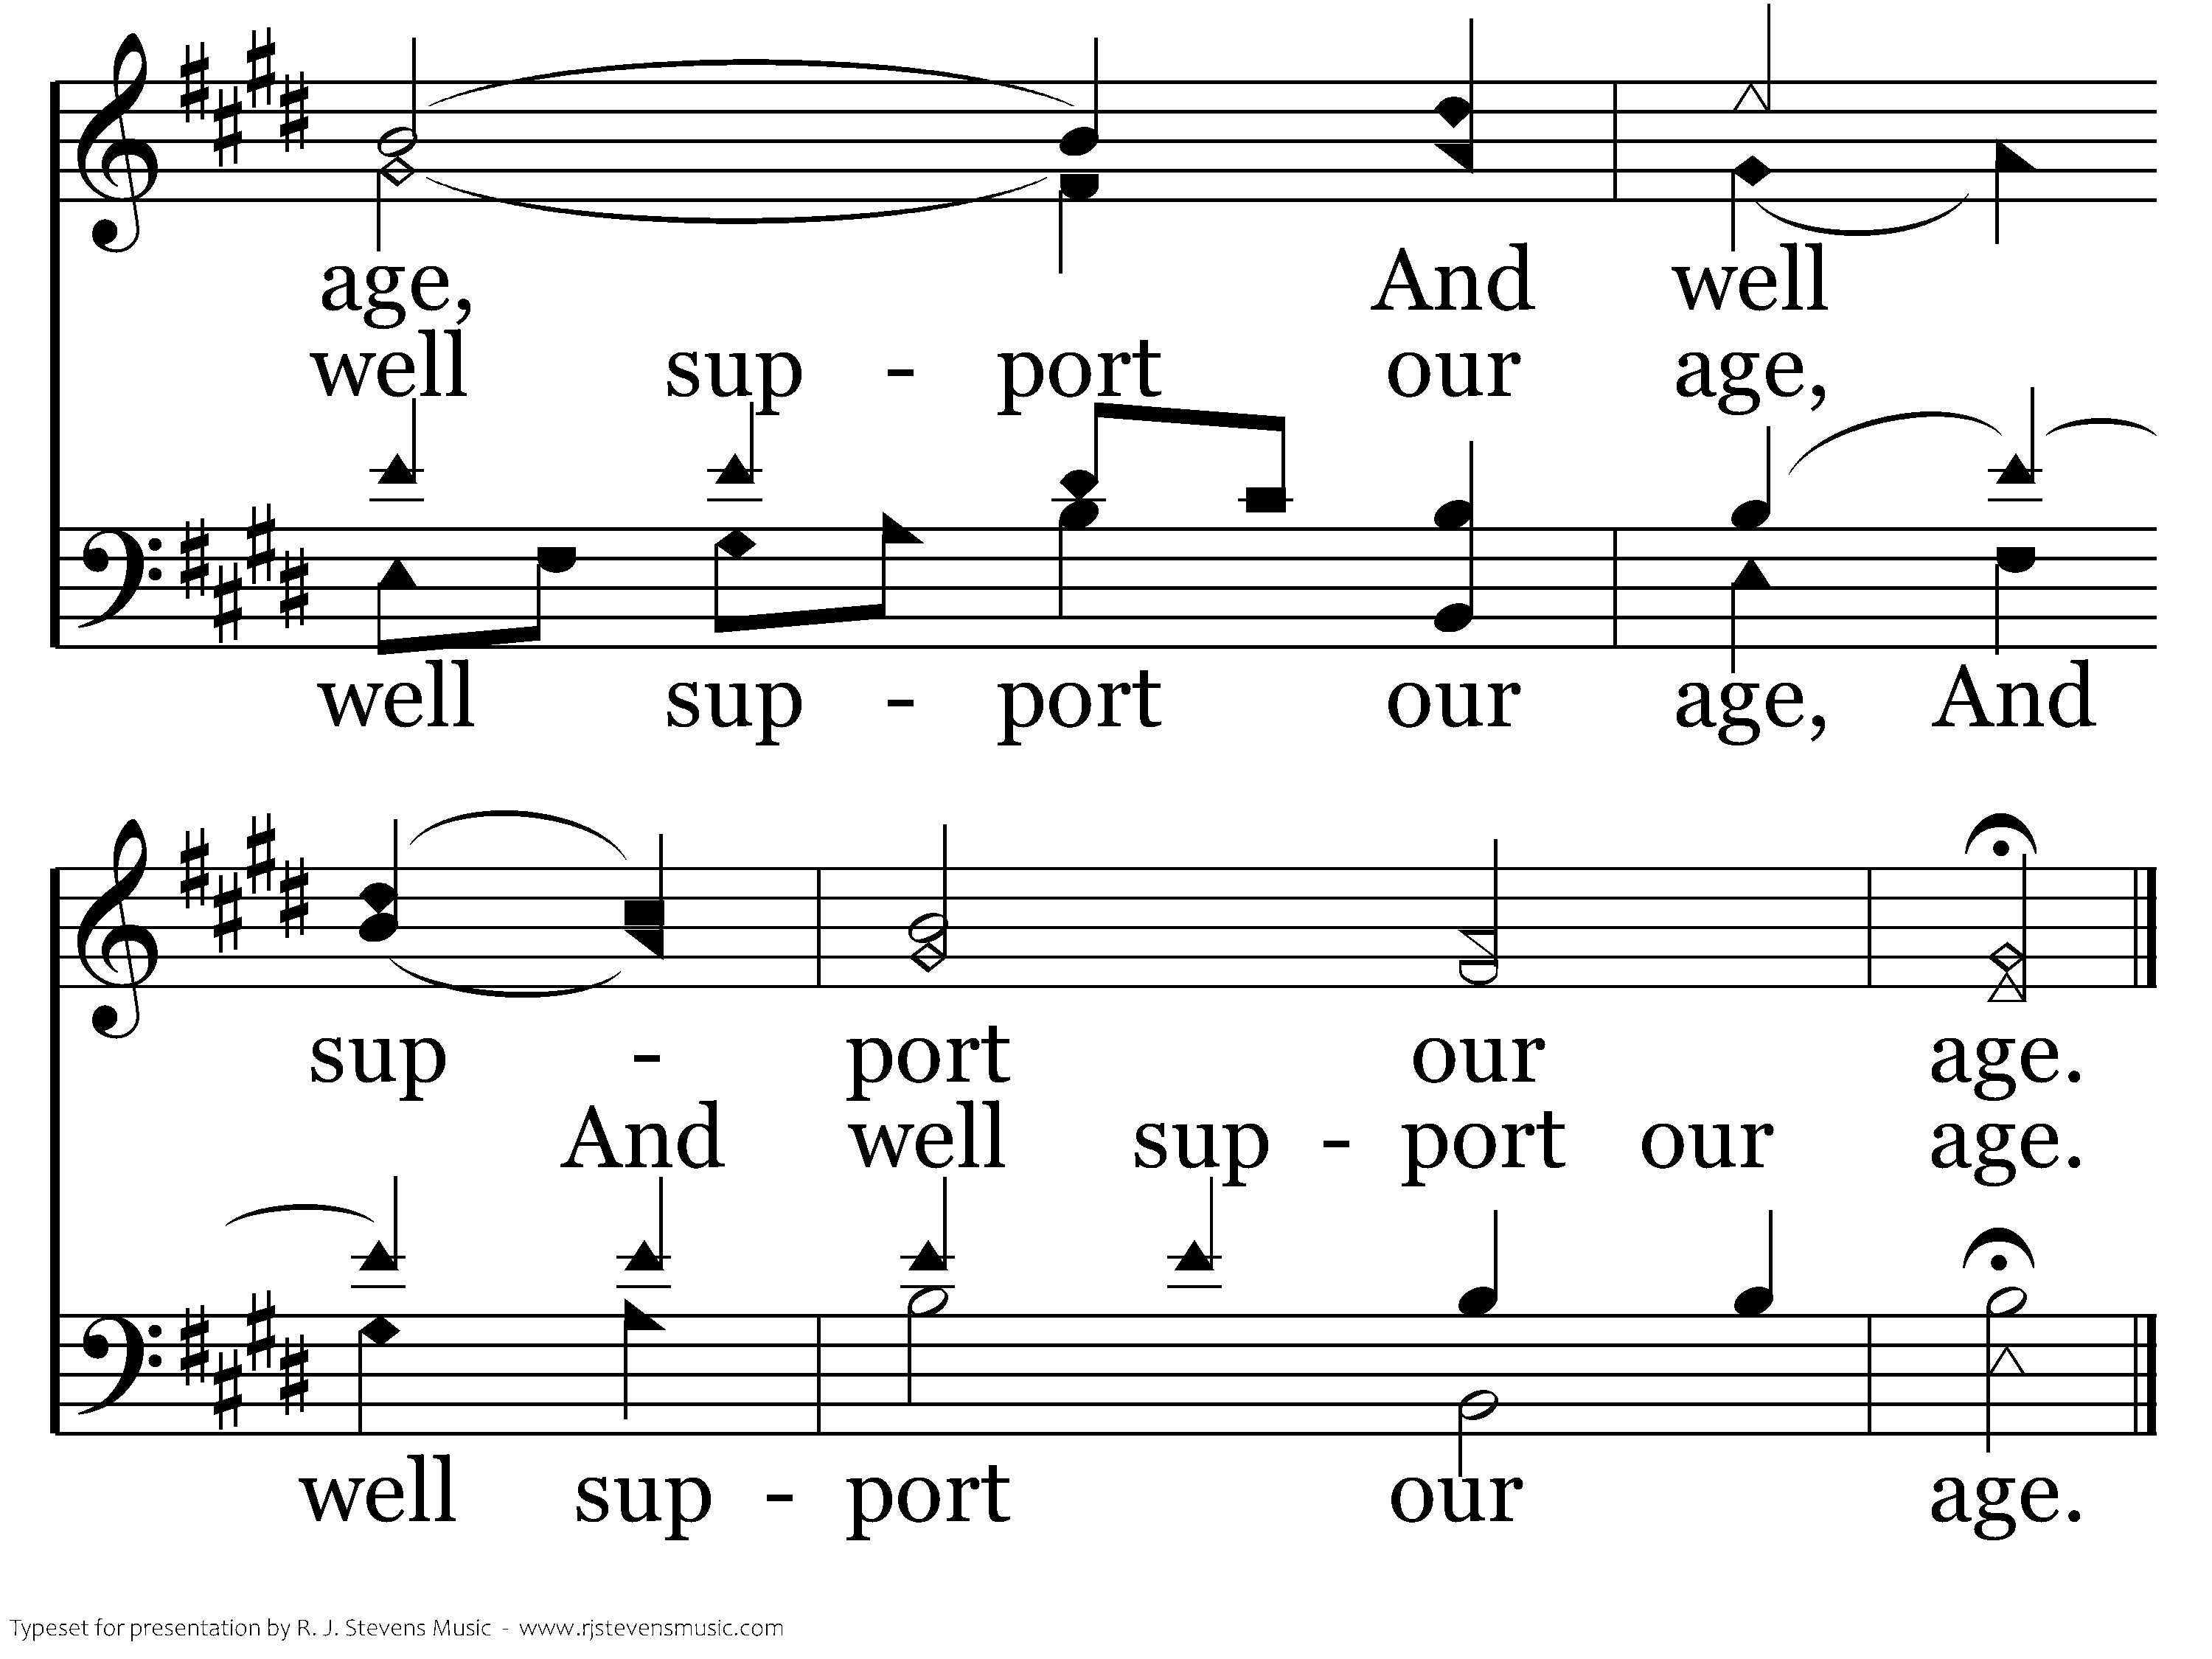 age, And well
well sup - port our age,
well sup - port our age, And
sup - port our age.
And well sup - port our age.
well sup - port our age.
Typeset for presentation by R. J. Stevens Music - www.rjstevensmusic.com